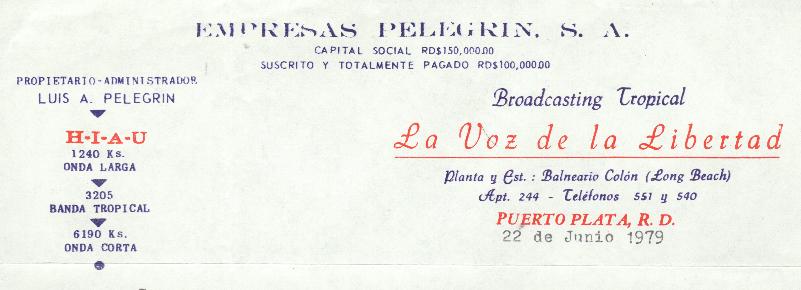 EMPRESAS PELEGRIN, S. A.
CAPITAL SOCIAL RD$150,000.00
SUSCRITO Y TOTALMENTE PAGADO RD$100,000.00
PROPIETARIO-ADMINISTRADOR
LUIS A. PELEGRIN
H-I-A-U
1240 Ks.
ONDA LARGA
3205
BANDA TROPICAL
6190 Ks.
ONDA CORTA
Broadcasting Tropical
La Voz de la Libertad
Planta y Est. : Balneario Colón (Long Beach)
Apt. 244 - Teléfonos 551 y 540
PUERTO PLATA, R. D.
22 de Junio 1979